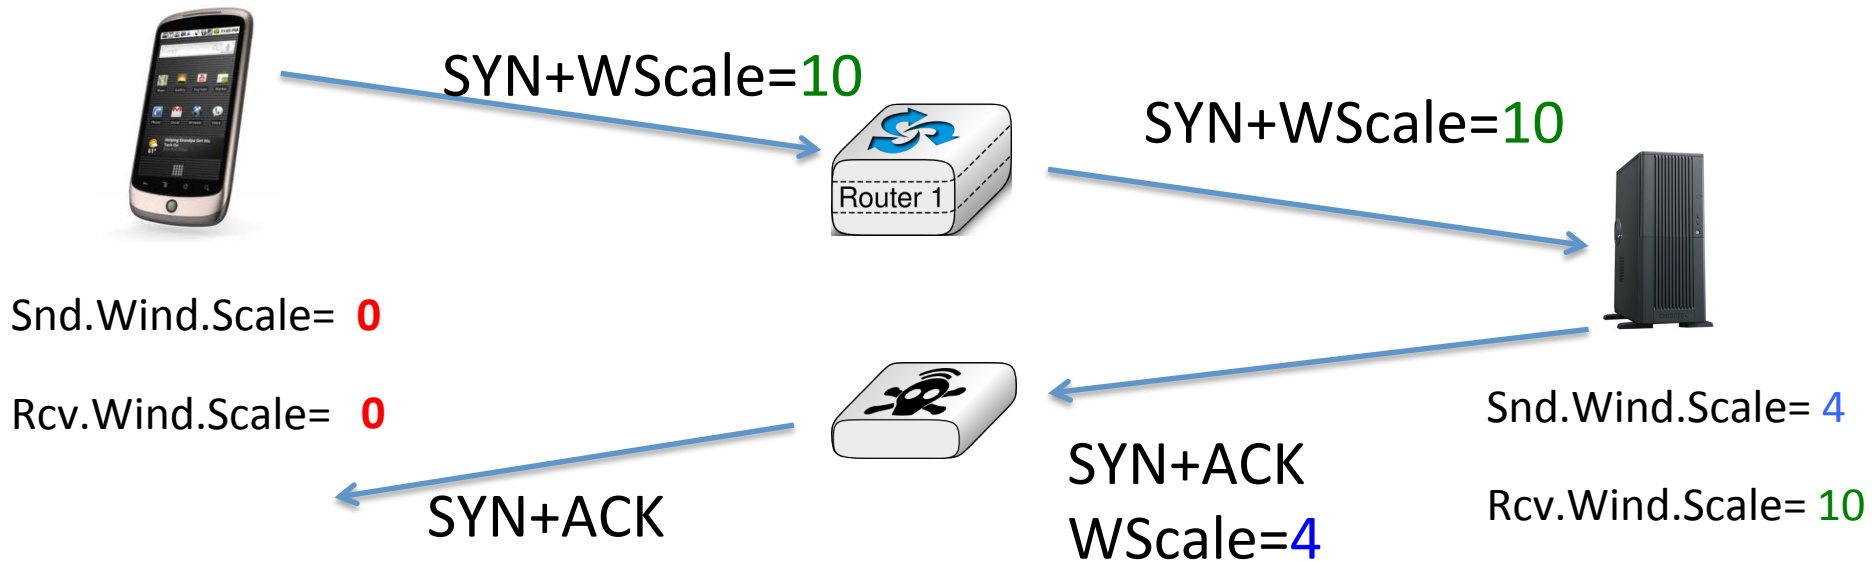 SYN+WScale=10
SYN+WScale=10
Router 1
Snd.Wind.Scale= 0
Rcv.Wind.Scale= 0
Snd.Wind.Scale= 4
SYN+ACK
WScale=4
Rcv.Wind.Scale= 10
SYN+ACK